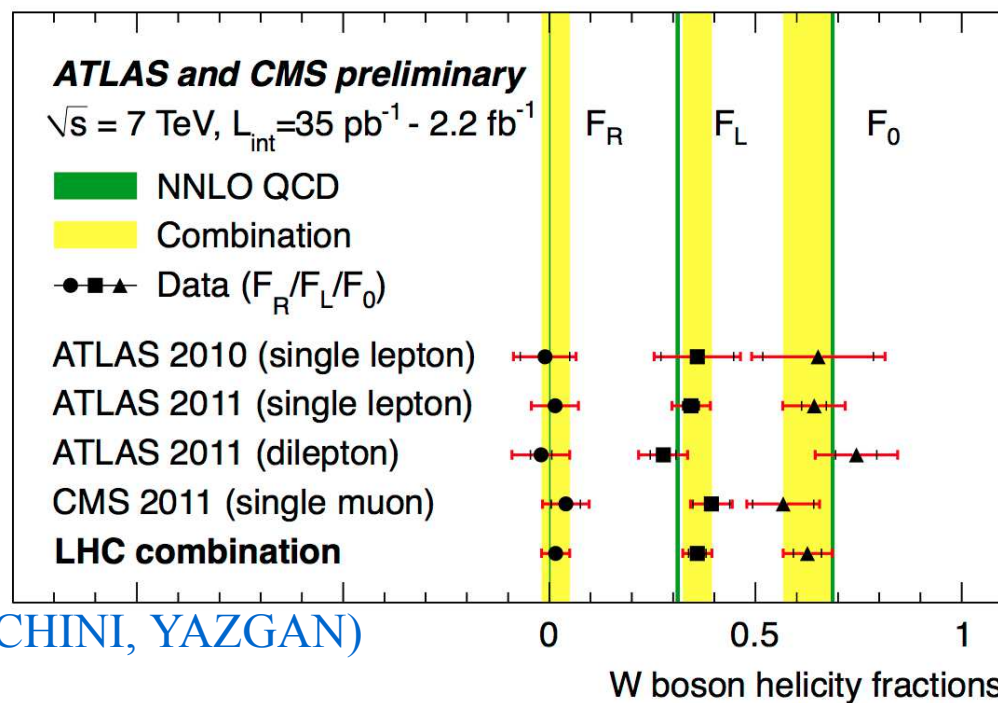 ATLAS and CMS preliminary
√s = 7 TeV, L_int=35 pb⁻¹ - 2.2 fb⁻¹ F_R F_L F_0
NNLO QCD
Combination
Data (F_R/F_L/F_0)
ATLAS 2010 (single lepton)
ATLAS 2011 (single lepton)
ATLAS 2011 (dilepton)
CMS 2011 (single muon)
LHC combination
CHINI, YAZGAN) 0 0.5 1
W boson helicity fractions